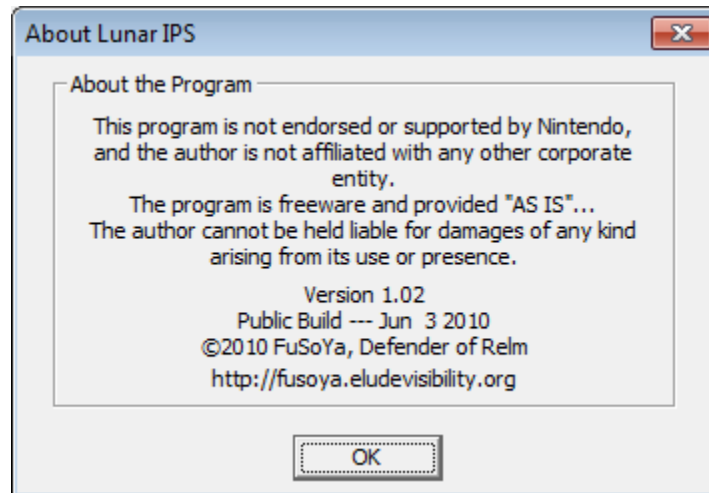 About Lunar IPS
About the Program
This program is not endorsed or supported by Nintendo,
and the author is not affiliated with any other corporate
entity.
The program is freeware and provided "AS IS"...
The author cannot be held liable for damages of any kind
arising from its use or presence.
Version 1.02
Public Build --- Jun  3 2010
©2010 FuSoYa, Defender of Relm
http://fusoya.eludevisibility.org
OK